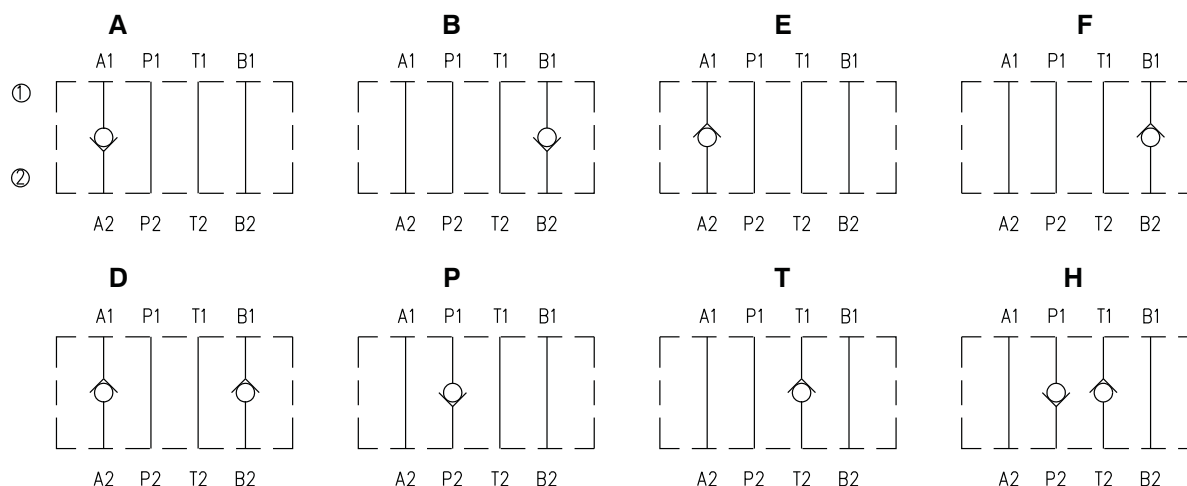 A B E F
A1 P1 T1 B1 A1 P1 T1 B1 A1 P1 T1 B1 A1 P1 T1 B1
①
②
A2 P2 T2 B2 A2 P2 T2 B2 A2 P2 T2 B2 A2 P2 T2 B2
D P T H
A1 P1 T1 B1 A1 P1 T1 B1 A1 P1 T1 B1 A1 P1 T1 B1
A2 P2 T2 B2 A2 P2 T2 B2 A2 P2 T2 B2 A2 P2 T2 B2